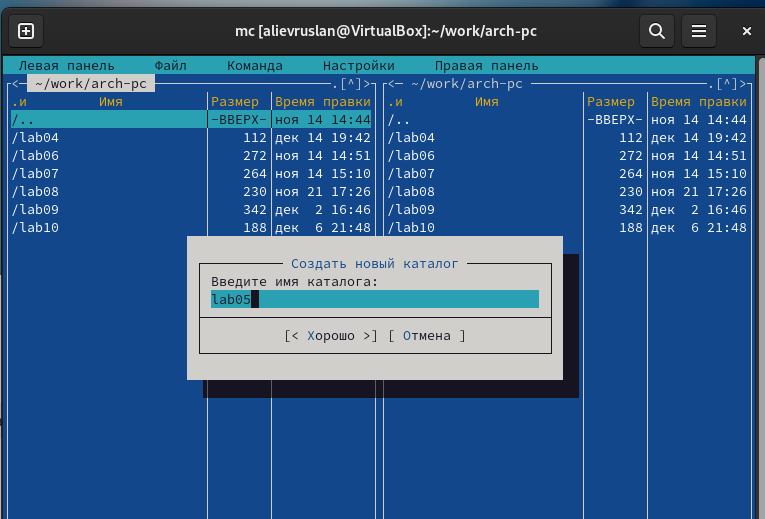 mc [alievruslan@VirtualBox]:~/work/arch-pc
Левая панель Файл Команда Настройки Правая панель
<─ ~/work/arch-pc .[^]> <─ ~/work/arch-pc .[^]>
.и Имя Размер Время правки .и Имя Размер Время правки
/.. -ВВЕРХ- ноя 14 14:44 /.. -ВВЕРХ- ноя 14 14:44
/lab04 112 дек 14 19:42 /lab04 112 дек 14 19:42
/lab06 272 ноя 14 14:51 /lab06 272 ноя 14 14:51
/lab07 264 ноя 14 15:10 /lab07 264 ноя 14 15:10
/lab08 230 ноя 21 17:26 /lab08 230 ноя 21 17:26
/lab09 342 дек 2 16:46 /lab09 342 дек 2 16:46
/lab10 188 дек 6 21:48 /lab10 188 дек 6 21:48
Создать новый каталог
Введите имя каталога:
lab05
[< Хорошо >] [ Отмена ]